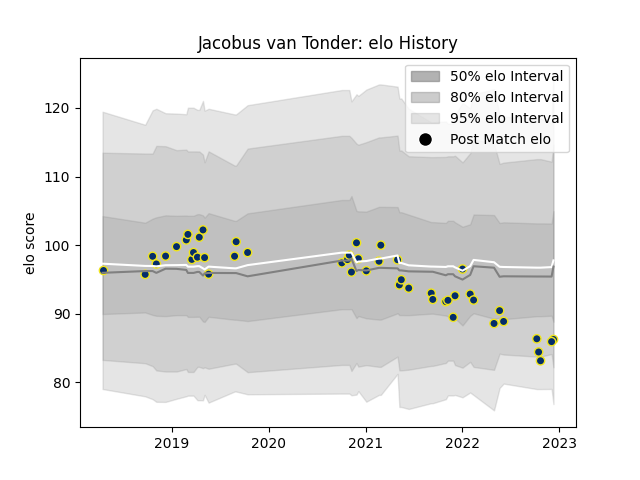 Jacobus van Tonder: elo History
50% elo Interval
80% elo Interval
95% elo Interval
Post Match elo
elo score
120
110
100
90
80
2019
2020
2021
2022
2023